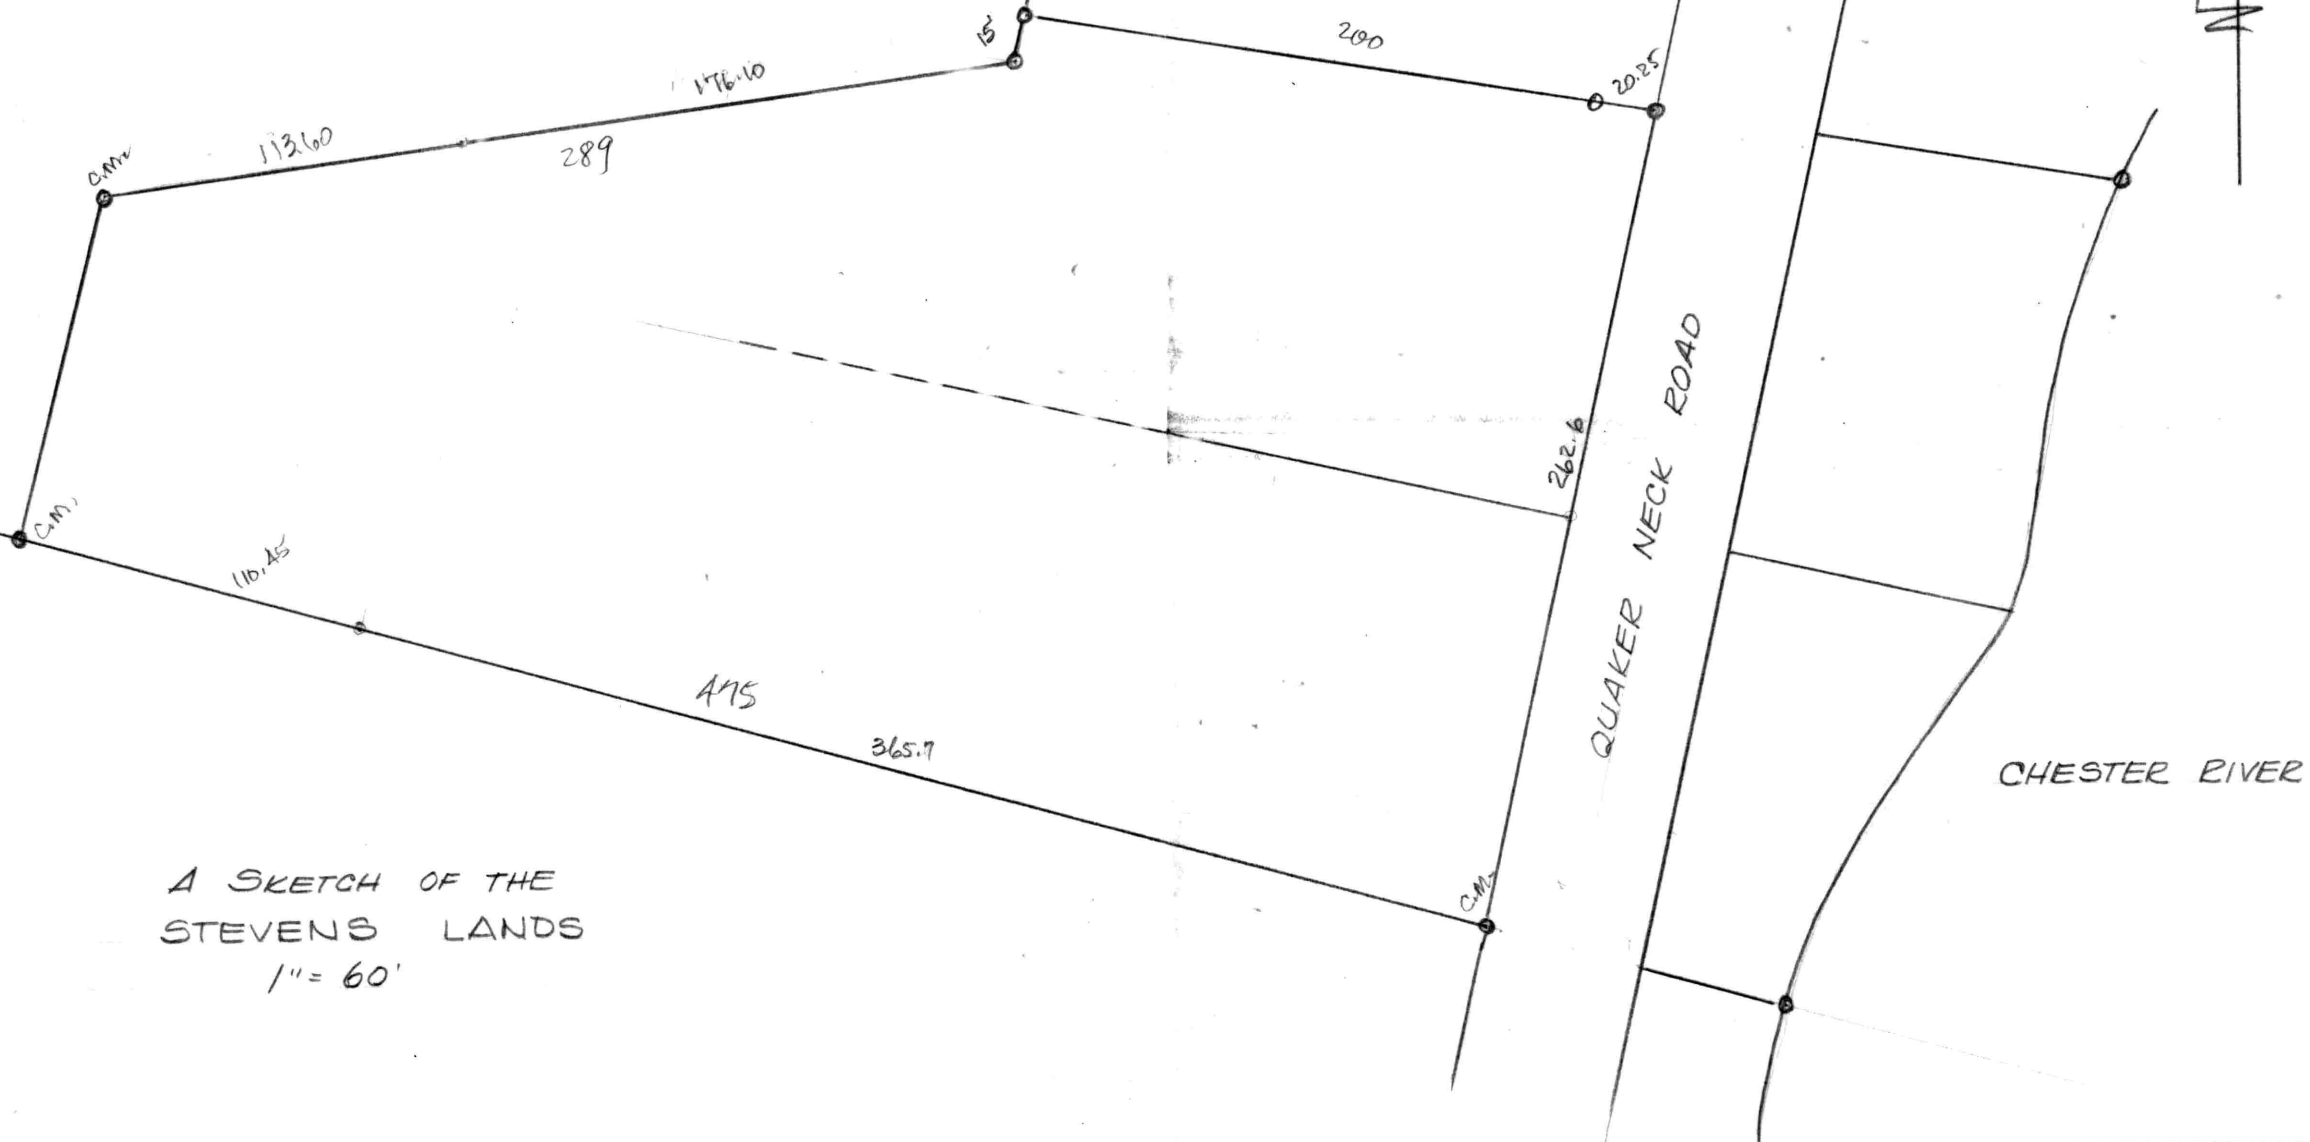 N
15
200
20.25
176.10
113.60
289
C.M.
C.M.
110.45
262.6
QUAKER NECK ROAD
475
365.7
CHESTER RIVER
C.M.
A SKETCH OF THE
STEVENS LANDS
1" = 60'